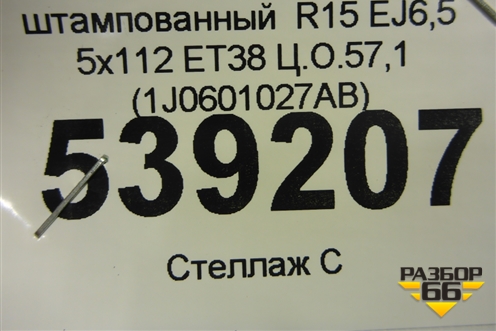 штампованный R15 EJ6,5
5x112 ET38 Ц.О.57,1
(1J0601027AB)
539207
Стеллаж С
РАЗБОР
66